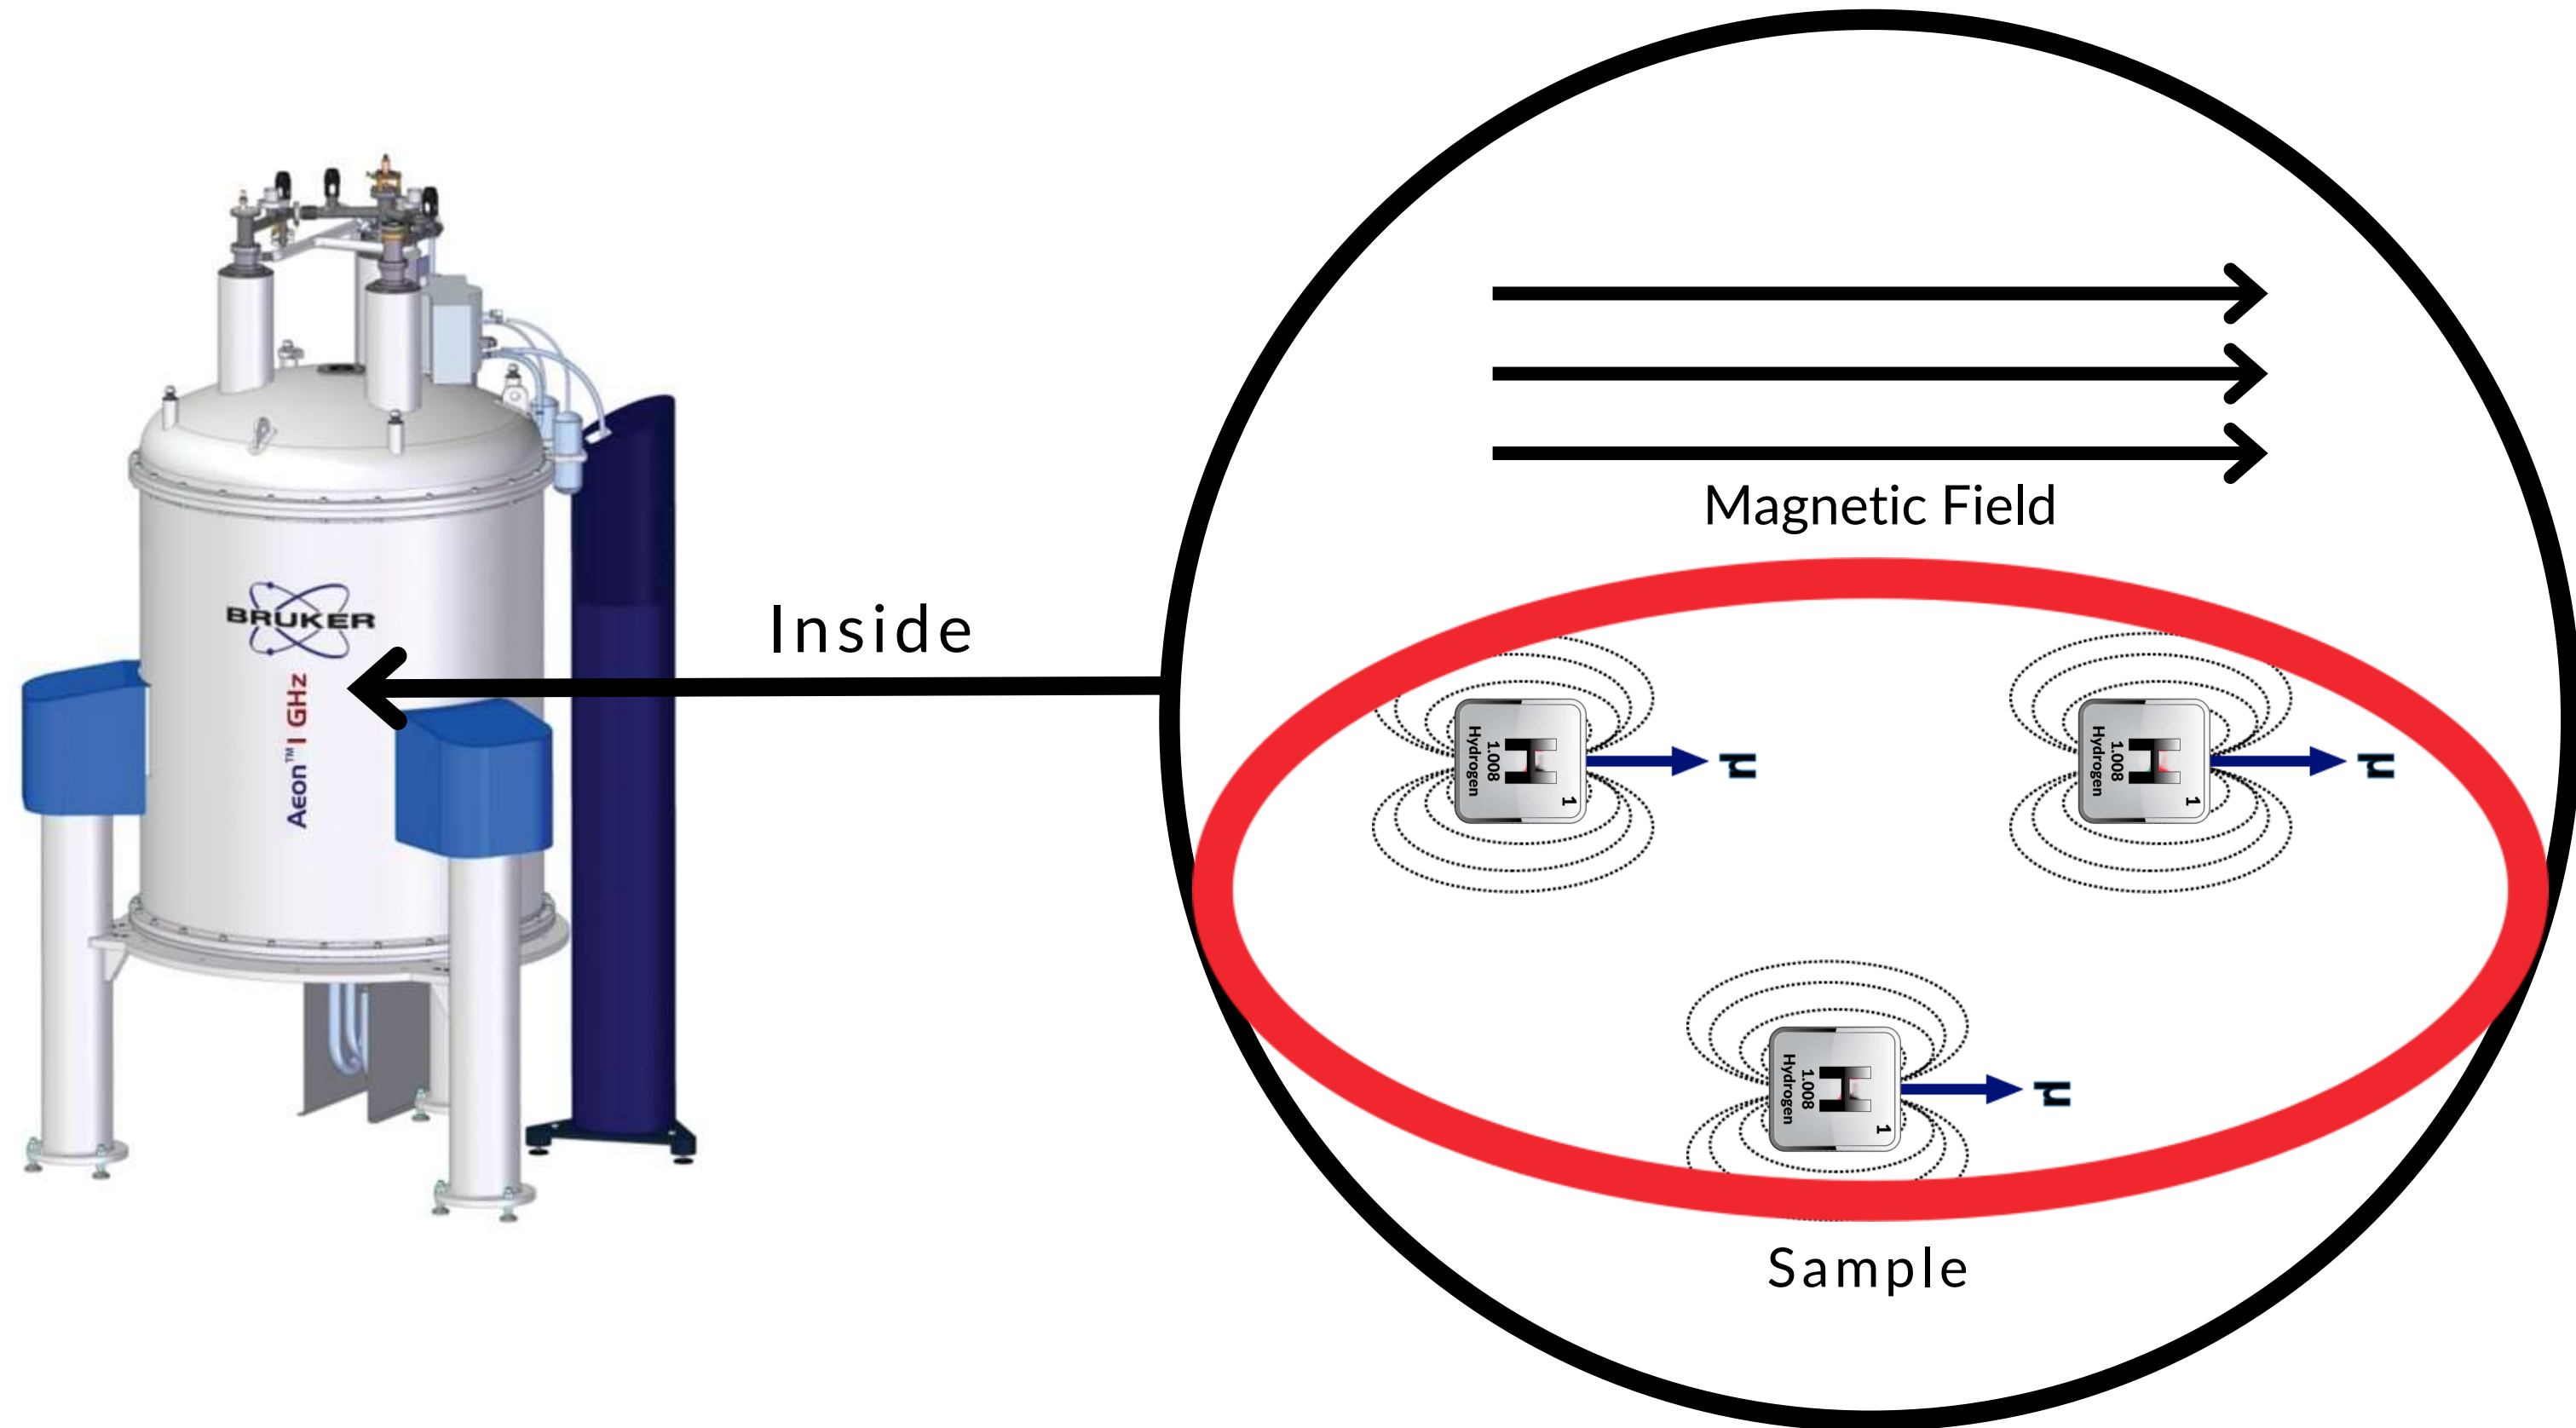 BRUKER
Aeon™ 1 GHz
Inside
Magnetic Field
H
1.008
Hydrogen
1
μ
H
1.008
Hydrogen
1
μ
H
1.008
Hydrogen
1
μ
Sample